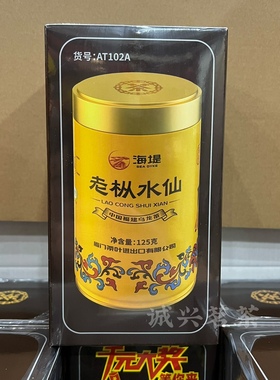 货号:AT102A
海堤
老枞水仙
LAO CONG SHUI XIAN
中国福建乌龙茶
净含量:125克
厦门茶叶进出口有限公司
诚兴茗茶